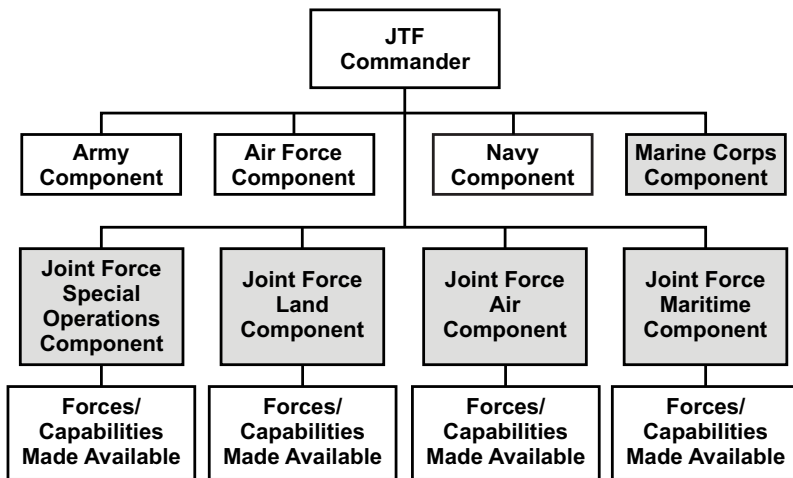 JTF
Commander
Army
Component
Air Force
Component
Navy
Component
Marine Corps
Component
Joint Force
Special
Operations
Component
Joint Force
Land
Component
Joint Force
Air
Component
Joint Force
Maritime
Component
Forces/
Capabilities
Made Available
Forces/
Capabilities
Made Available
Forces/
Capabilities
Made Available
Forces/
Capabilities
Made Available